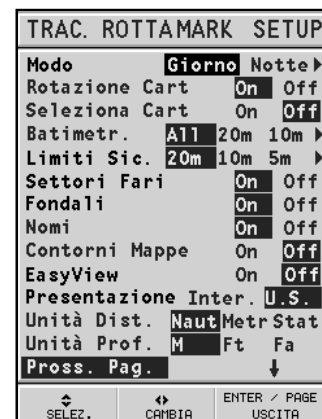 TRAC. ROTTAMARK SETUP
Modo Giorno Notte
Rotazione Cart On Off
Seleziona Cart On Off
Batimetr. All 20m 10m
Limiti Sic. 20m 10m 5m
Settori Fari On Off
Fondali On Off
Nomi On Off
Contorni Mappe On Off
EasyView On Off
Presentazione Inter. U.S.
Unità Dist. Naut Metr Stat
Unità Prof. M Ft Fa
Pross. Pag.
SELEZ. CAMBIA ENTER / PAGE
USCITA